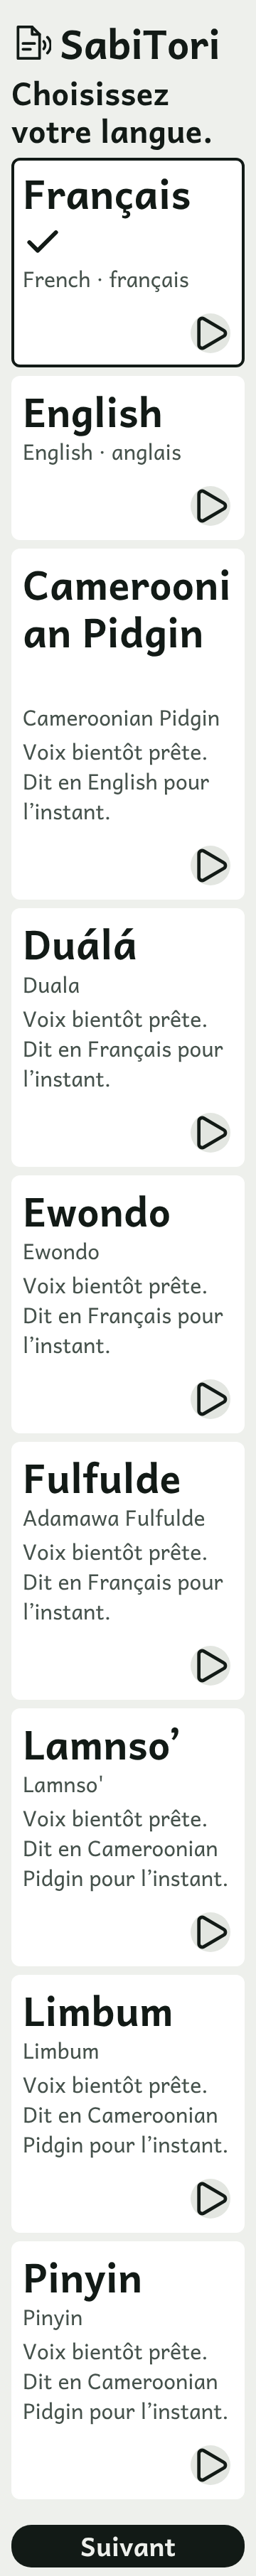 SabiTori
Choisissez
votre langue.
Français
French · français
English
English · anglais
Camerooni
an Pidgin
Cameroonian Pidgin
Voix bientôt prête.
Dit en English pour
l’instant.
Duálá
Duala
Voix bientôt prête.
Dit en Français pour
l’instant.
Ewondo
Ewondo
Voix bientôt prête.
Dit en Français pour
l’instant.
Fulfulde
Adamawa Fulfulde
Voix bientôt prête.
Dit en Français pour
l’instant.
Lamnso’
Lamnso'
Voix bientôt prête.
Dit en Cameroonian
Pidgin pour l’instant.
Limbum
Limbum
Voix bientôt prête.
Dit en Cameroonian
Pidgin pour l’instant.
Pinyin
Pinyin
Voix bientôt prête.
Dit en Cameroonian
Pidgin pour l’instant.
Suivant